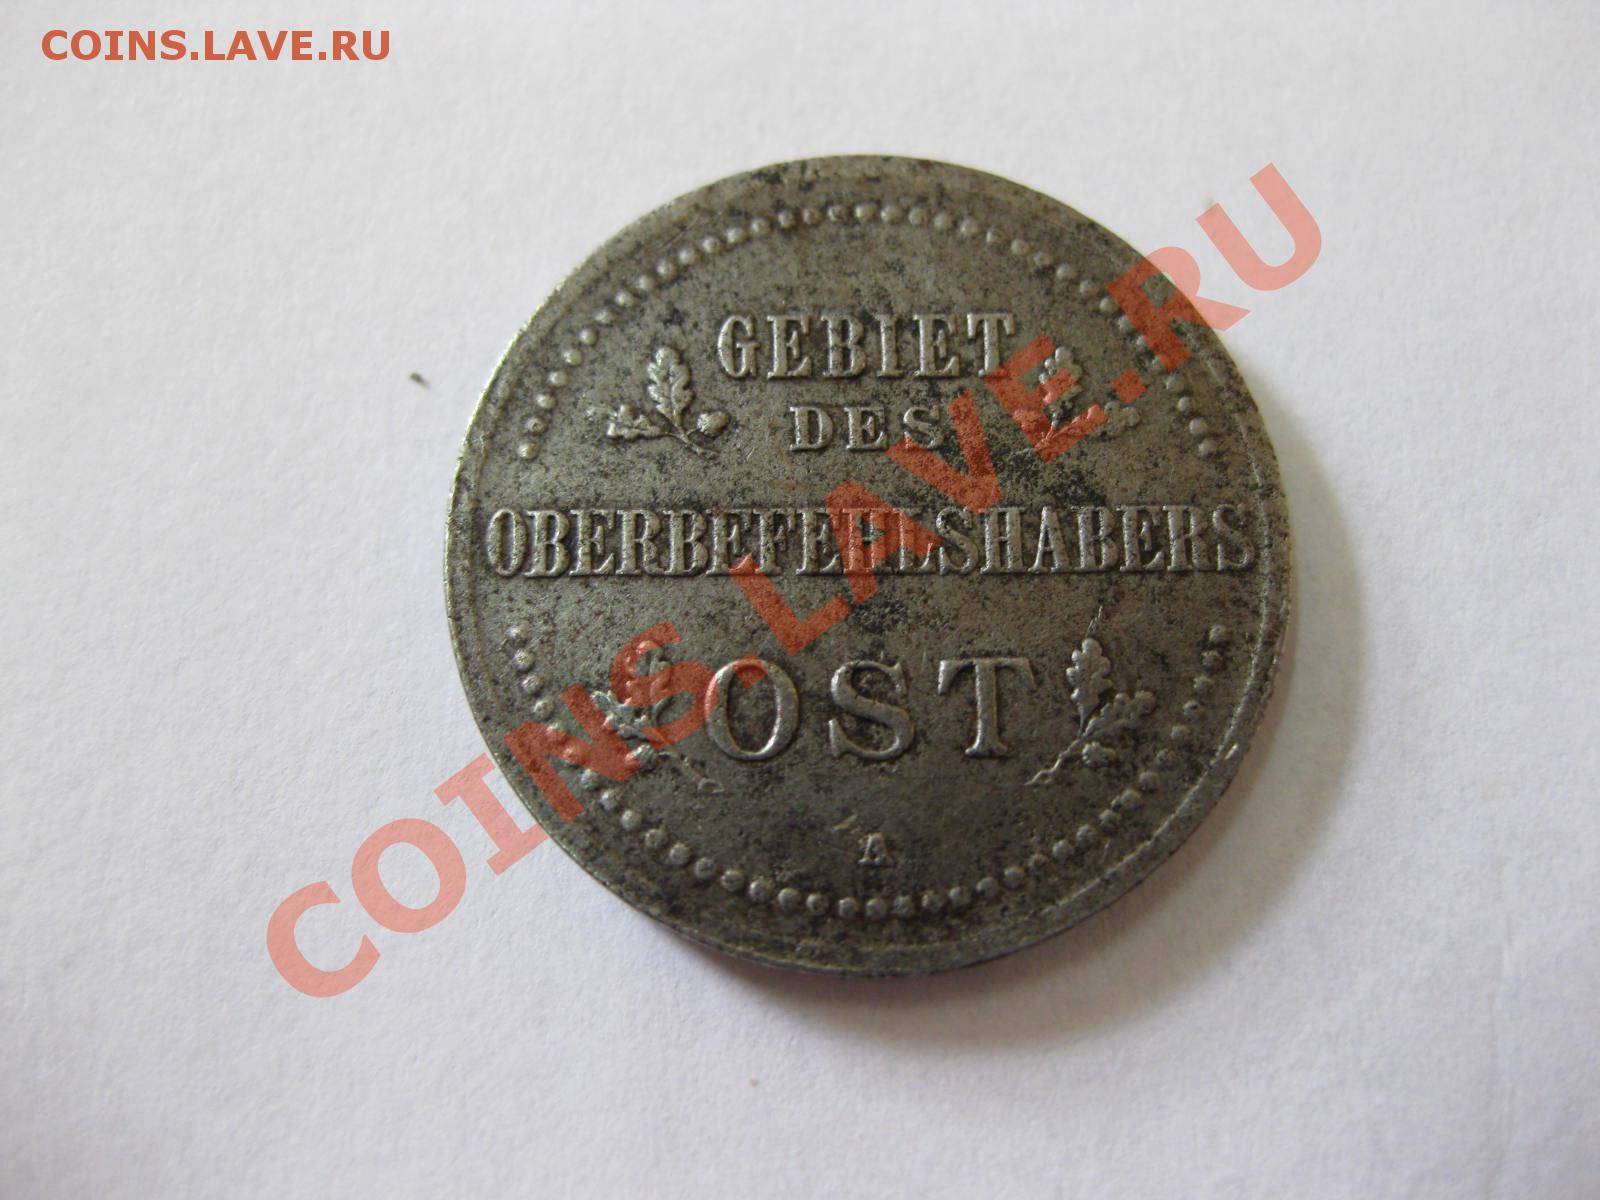 COINS.LAVE.RU
GEBIET
DES
OBERBEFEHLSHABERS
OST
A
COINS.LAVE.RU